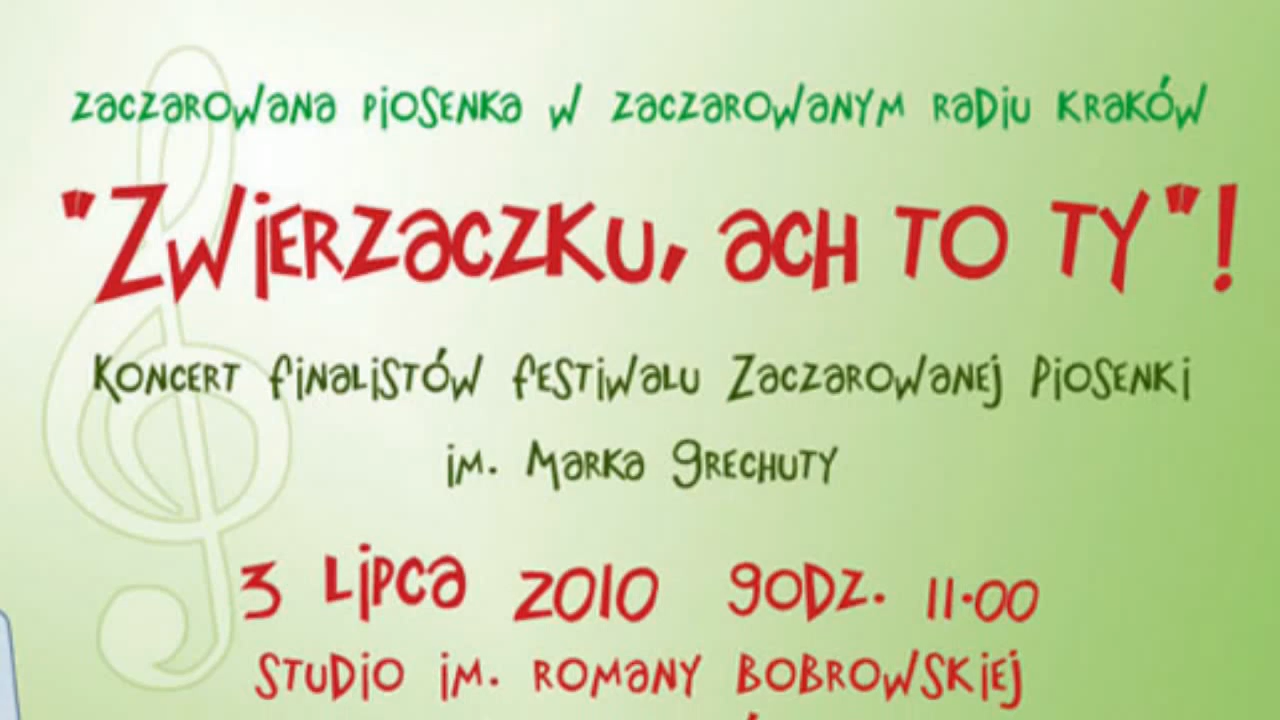 Zaczarowana piosenka w zaczarowanym Radiu Kraków
"Zwierzaczku, ach to ty"!
Koncert finalistów festiwalu Zaczarowanej Piosenki
im. Marka Grechuty
3 lipca 2010 godz. 11.00
Studio im. Romany Bobrowskiej